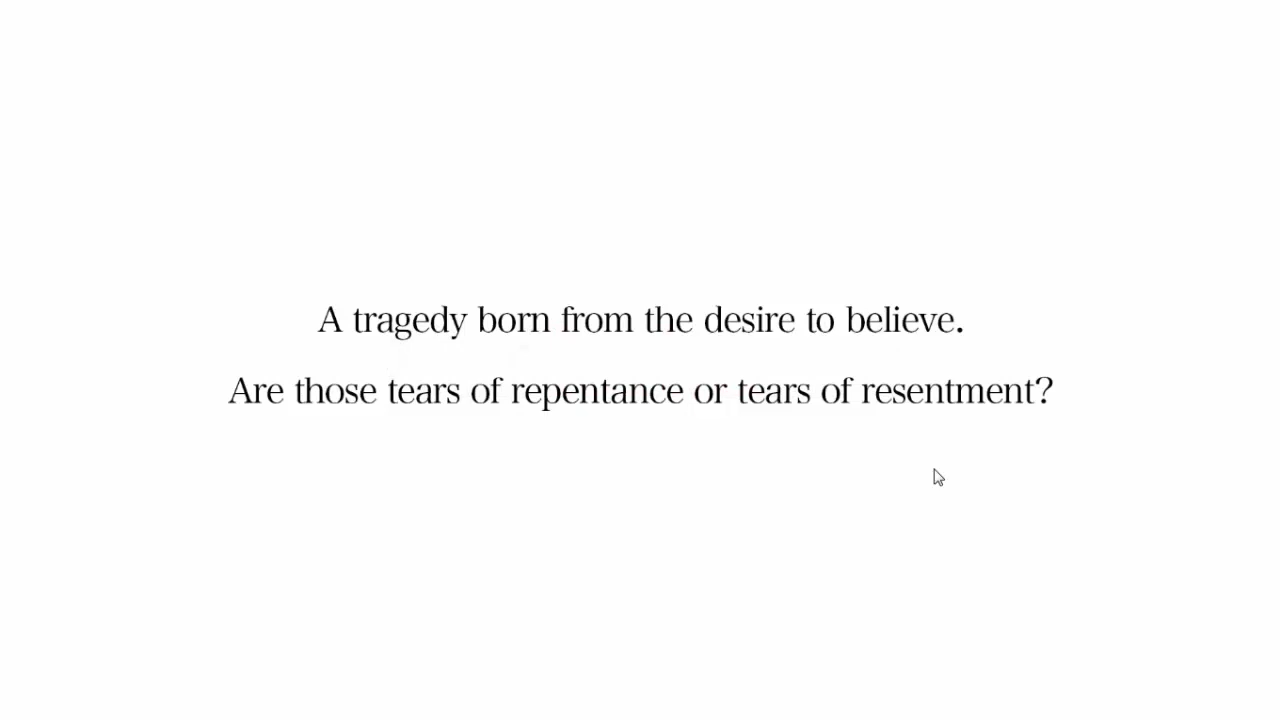 A tragedy born from the desire to believe.
Are those tears of repentance or tears of resentment?